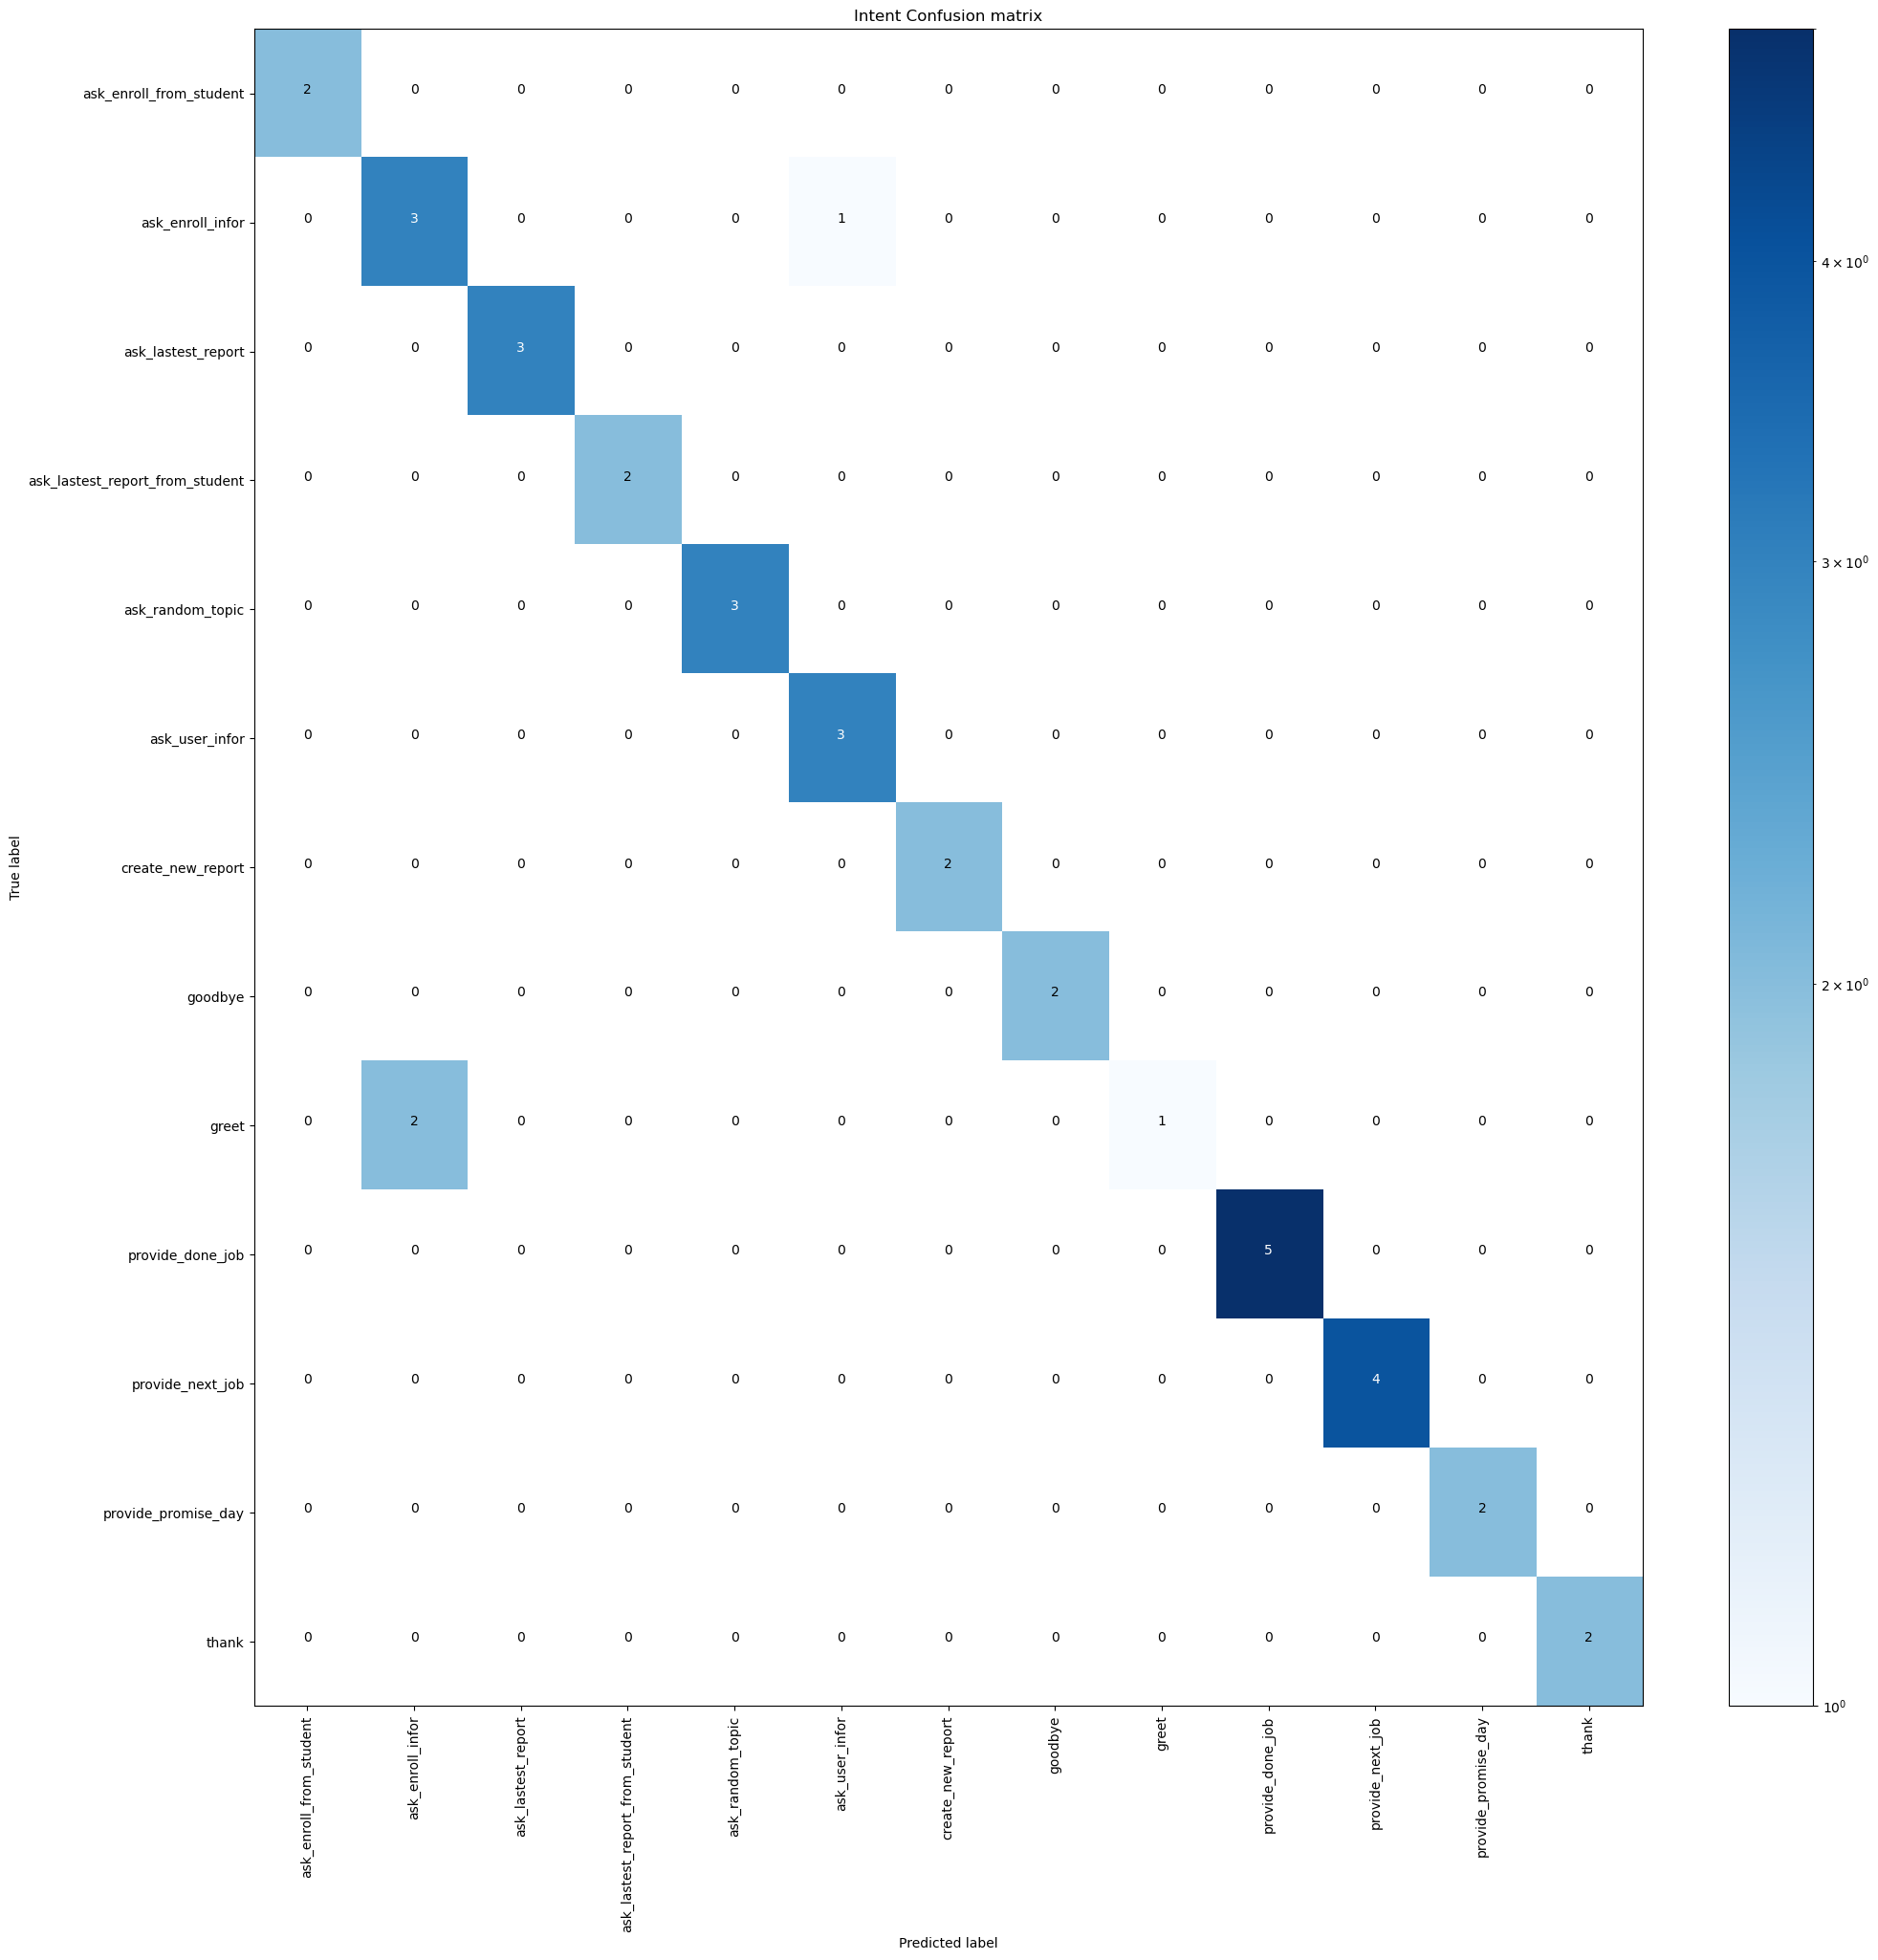 Intent Confusion matrix
ask_enroll_from_student 2 0 0 0 0 0 0 0 0 0 0 0 0
ask_enroll_infor 0 3 0 0 0 1 0 0 0 0 0 0 0
ask_lastest_report 0 0 3 0 0 0 0 0 0 0 0 0 0
ask_lastest_report_from_student 0 0 0 2 0 0 0 0 0 0 0 0 0
ask_random_topic 0 0 0 0 3 0 0 0 0 0 0 0 0
ask_user_infor 0 0 0 0 0 3 0 0 0 0 0 0 0
create_new_report 0 0 0 0 0 0 2 0 0 0 0 0 0
goodbye 0 0 0 0 0 0 0 2 0 0 0 0 0
greet 0 2 0 0 0 0 0 0 1 0 0 0 0
provide_done_job 0 0 0 0 0 0 0 0 0 5 0 0 0
provide_next_job 0 0 0 0 0 0 0 0 0 0 4 0 0
provide_promise_day 0 0 0 0 0 0 0 0 0 0 0 2 0
thank 0 0 0 0 0 0 0 0 0 0 0 0 2
True label
ask_enroll_from_student
ask_enroll_infor
ask_lastest_report
ask_lastest_report_from_student
ask_random_topic
ask_user_infor
create_new_report
goodbye
greet
provide_done_job
provide_next_job
provide_promise_day
thank
Predicted label
4 × 10⁰
3 × 10⁰
2 × 10⁰
10⁰